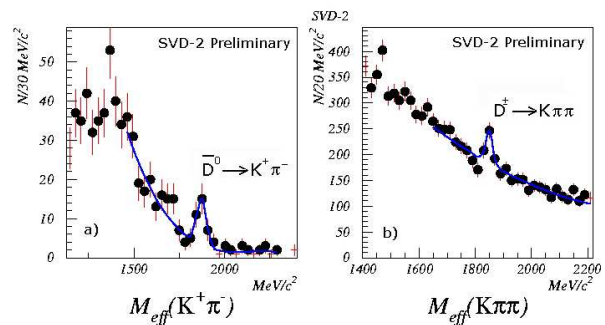 SVD-2 Preliminary
N/30 MeV/c²
50
40
30
20
10
0
D̅⁰→K⁺π⁻
a)
1500
2000
MeV/c²
M_eff(K⁺π⁻)
SVD-2
SVD-2 Preliminary
N/20 MeV/c²
400
350
300
250
200
150
100
50
0
D^±→Kππ
b)
1400
1600
1800
2000
2200
MeV/c²
M_eff(Kππ)